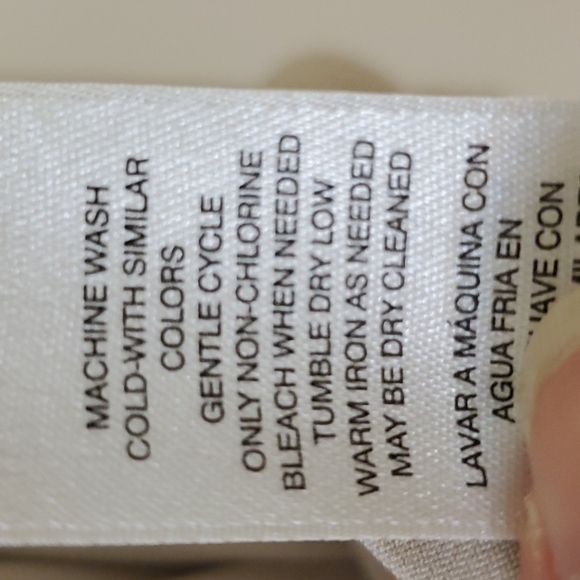 MACHINE WASH
COLD-WITH SIMILAR
COLORS
GENTLE CYCLE
ONLY NON-CHLORINE
BLEACH WHEN NEEDED
TUMBLE DRY LOW
WARM IRON AS NEEDED
MAY BE DRY CLEANED
LAVAR A MÁQUINA CON
AGUA FRIA EN
CON